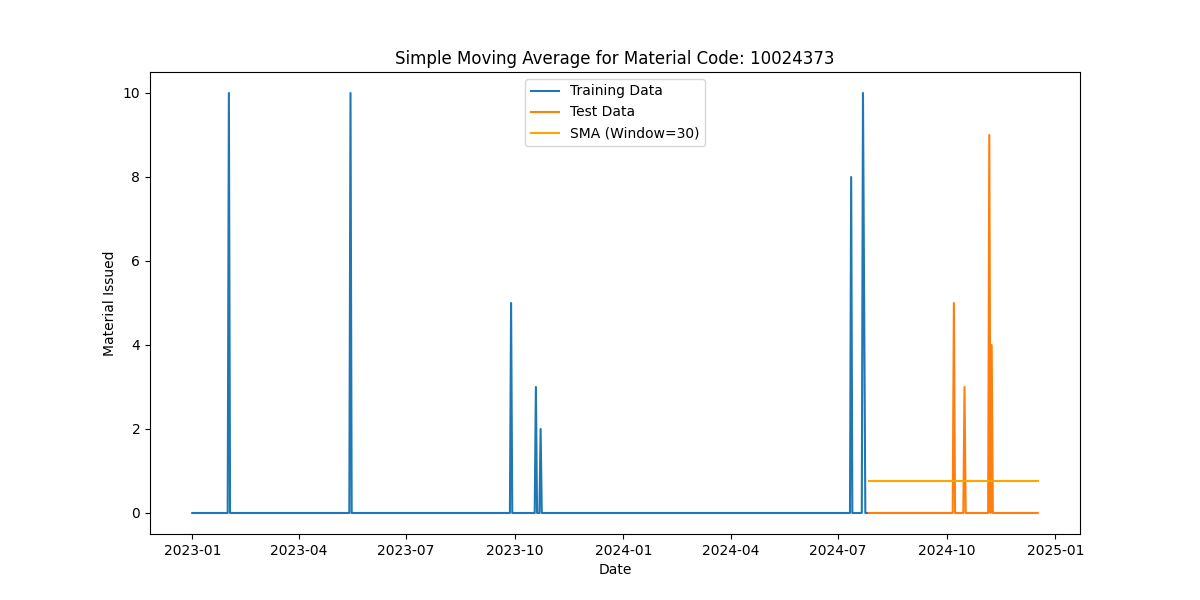 Simple Moving Average for Material Code: 10024373
Training Data
Test Data
SMA (Window=30)
Material Issued
10
8
6
4
2
0
2023-01 2023-04 2023-07 2023-10 2024-01 2024-04 2024-07 2024-10 2025-01
Date